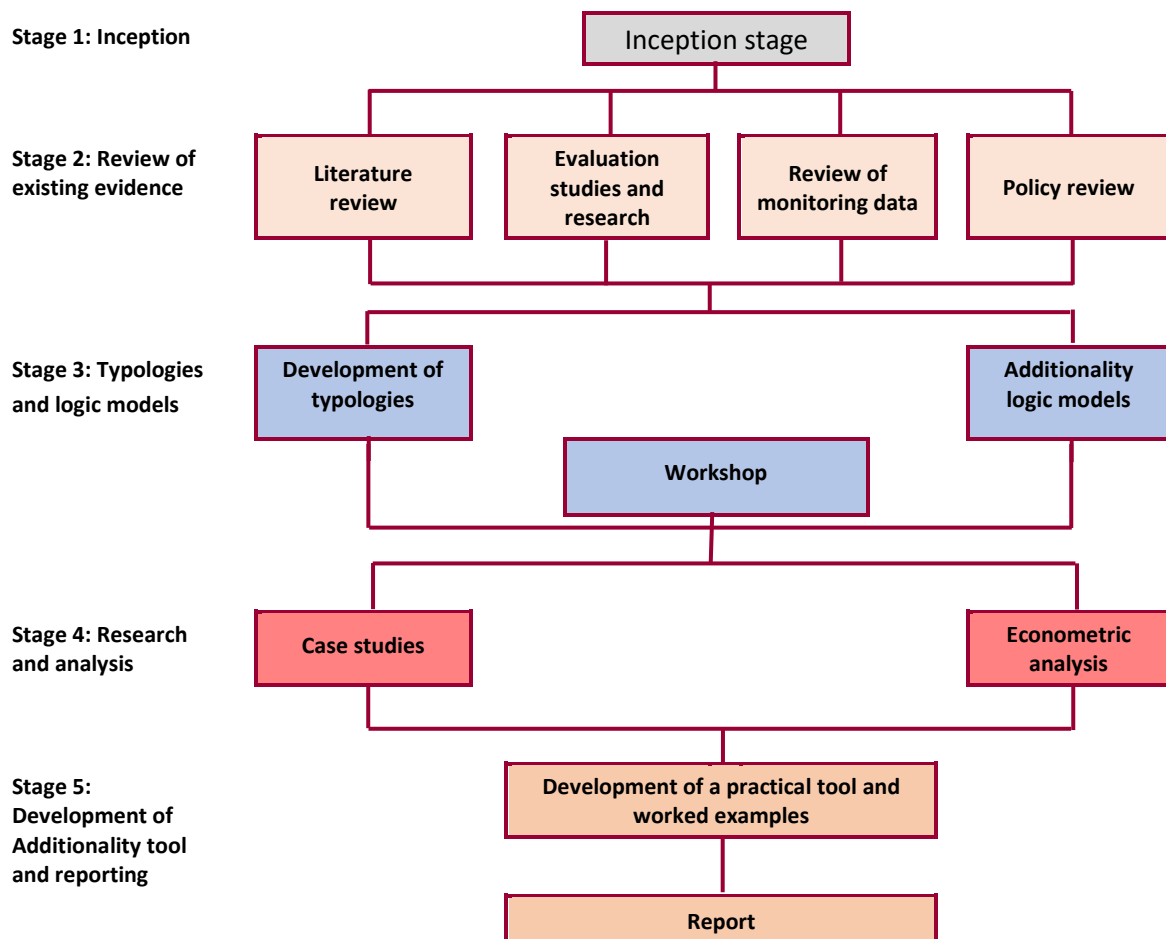 Stage 1: Inception
Inception stage
Stage 2: Review of
existing evidence
Literature
review
Evaluation
studies and
research
Review of
monitoring data
Policy review
Stage 3: Typologies
and logic models
Development of
typologies
Additionality
logic models
Workshop
Stage 4: Research
and analysis
Case studies
Econometric
analysis
Stage 5:
Development of
Additionality tool
and reporting
Development of a practical tool and
worked examples
Report